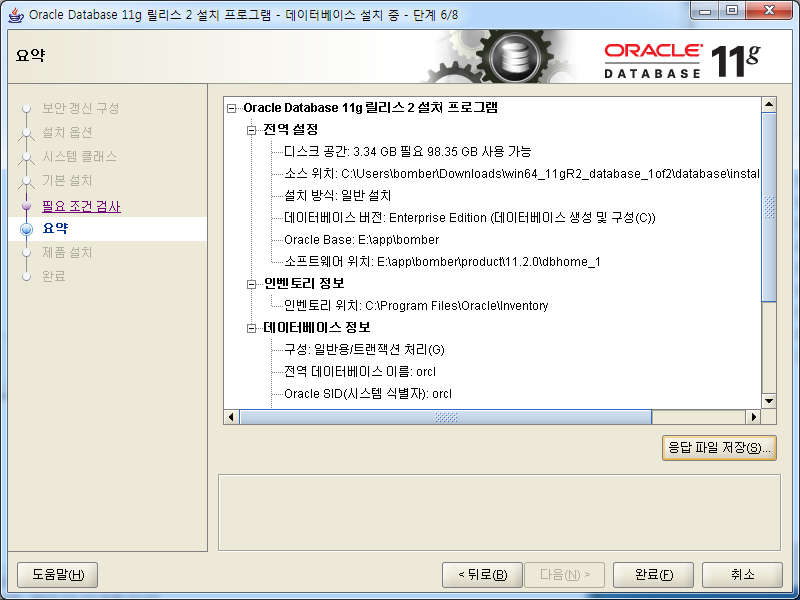 Oracle Database 11g 릴리스 2 설치 프로그램 - 데이터베이스 설치 중 - 단계 6/8
요약
ORACLE
DATABASE 11g
보안 갱신 구성
설치 옵션
시스템 클래스
기본 설치
필요 조건 검사
요약
제품 설치
완료
Oracle Database 11g 릴리스 2 설치 프로그램
전역 설정
디스크 공간: 3.34 GB 필요 98.35 GB 사용 가능
소스 위치: C:\Users\bomber\Downloads\win64_11gR2_database_1of2\database\instal
설치 방식: 일반 설치
데이터베이스 버전: Enterprise Edition (데이터베이스 생성 및 구성(C))
Oracle Base: E:\app\bomber
소프트웨어 위치: E:\app\bomber\product\11.2.0\dbhome_1
인벤토리 정보
인벤토리 위치: C:\Program Files\Oracle\Inventory
데이터베이스 정보
구성: 일반용/트랜잭션 처리(G)
전역 데이터베이스 이름: orcl
Oracle SID(시스템 식별자): orcl
응답 파일 저장(S)...
도움말(H)
< 뒤로(B)
다음(N) >
완료(F)
취소